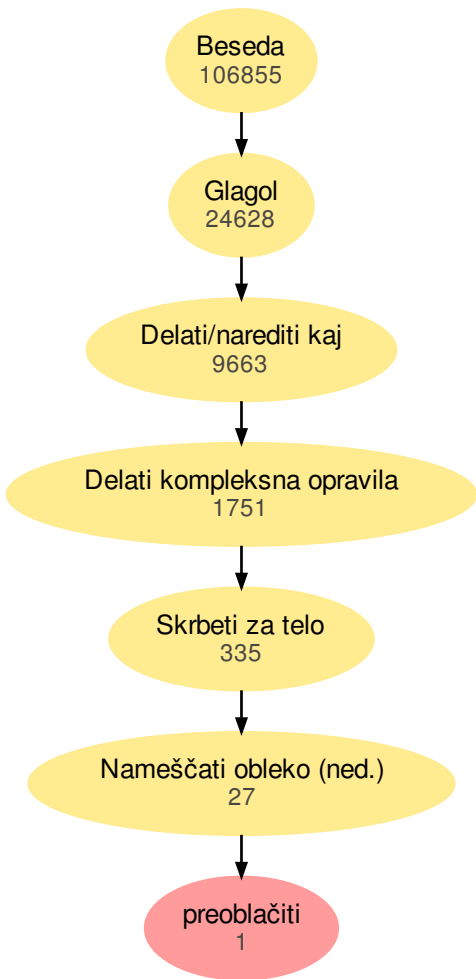 Beseda
106855
Glagol
24628
Delati/narediti kaj
9663
Delati kompleksna opravila
1751
Skrbeti za telo
335
Nameščati obleko (ned.)
27
preoblačiti
1